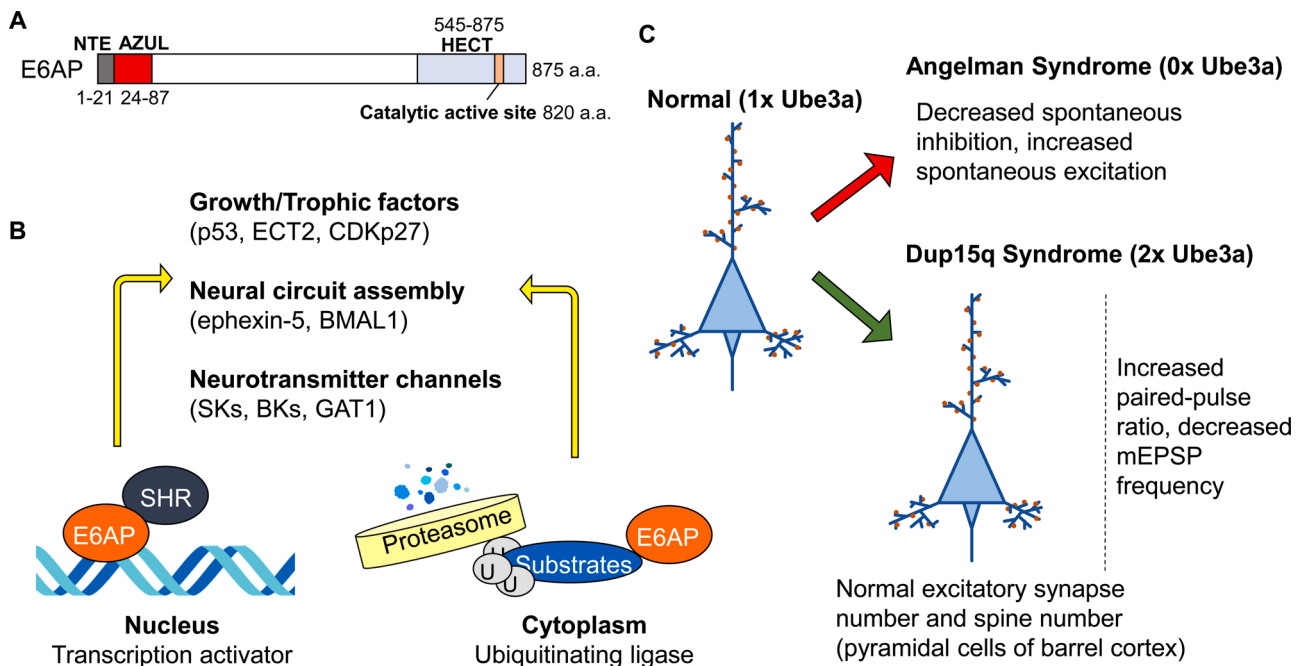 A
NTE AZUL
545-875
HECT
E6AP
875 a.a.
1-21 24-87
Catalytic active site 820 a.a.
B
Growth/Trophic factors
(p53, ECT2, CDKp27)
Neural circuit assembly
(ephexin-5, BMAL1)
Neurotransmitter channels
(SKs, BKs, GAT1)
SHR
E6AP
Nucleus
Transcription activator
Proteasome
U
U
U
Substrates
E6AP
Cytoplasm
Ubiquitinating ligase
C
Normal (1x Ube3a)
Angelman Syndrome (0x Ube3a)
Decreased spontaneous
inhibition, increased
spontaneous excitation
Dup15q Syndrome (2x Ube3a)
Increased
paired-pulse
ratio, decreased
mEPSP
frequency
Normal excitatory synapse
number and spine number
(pyramidal cells of barrel cortex)